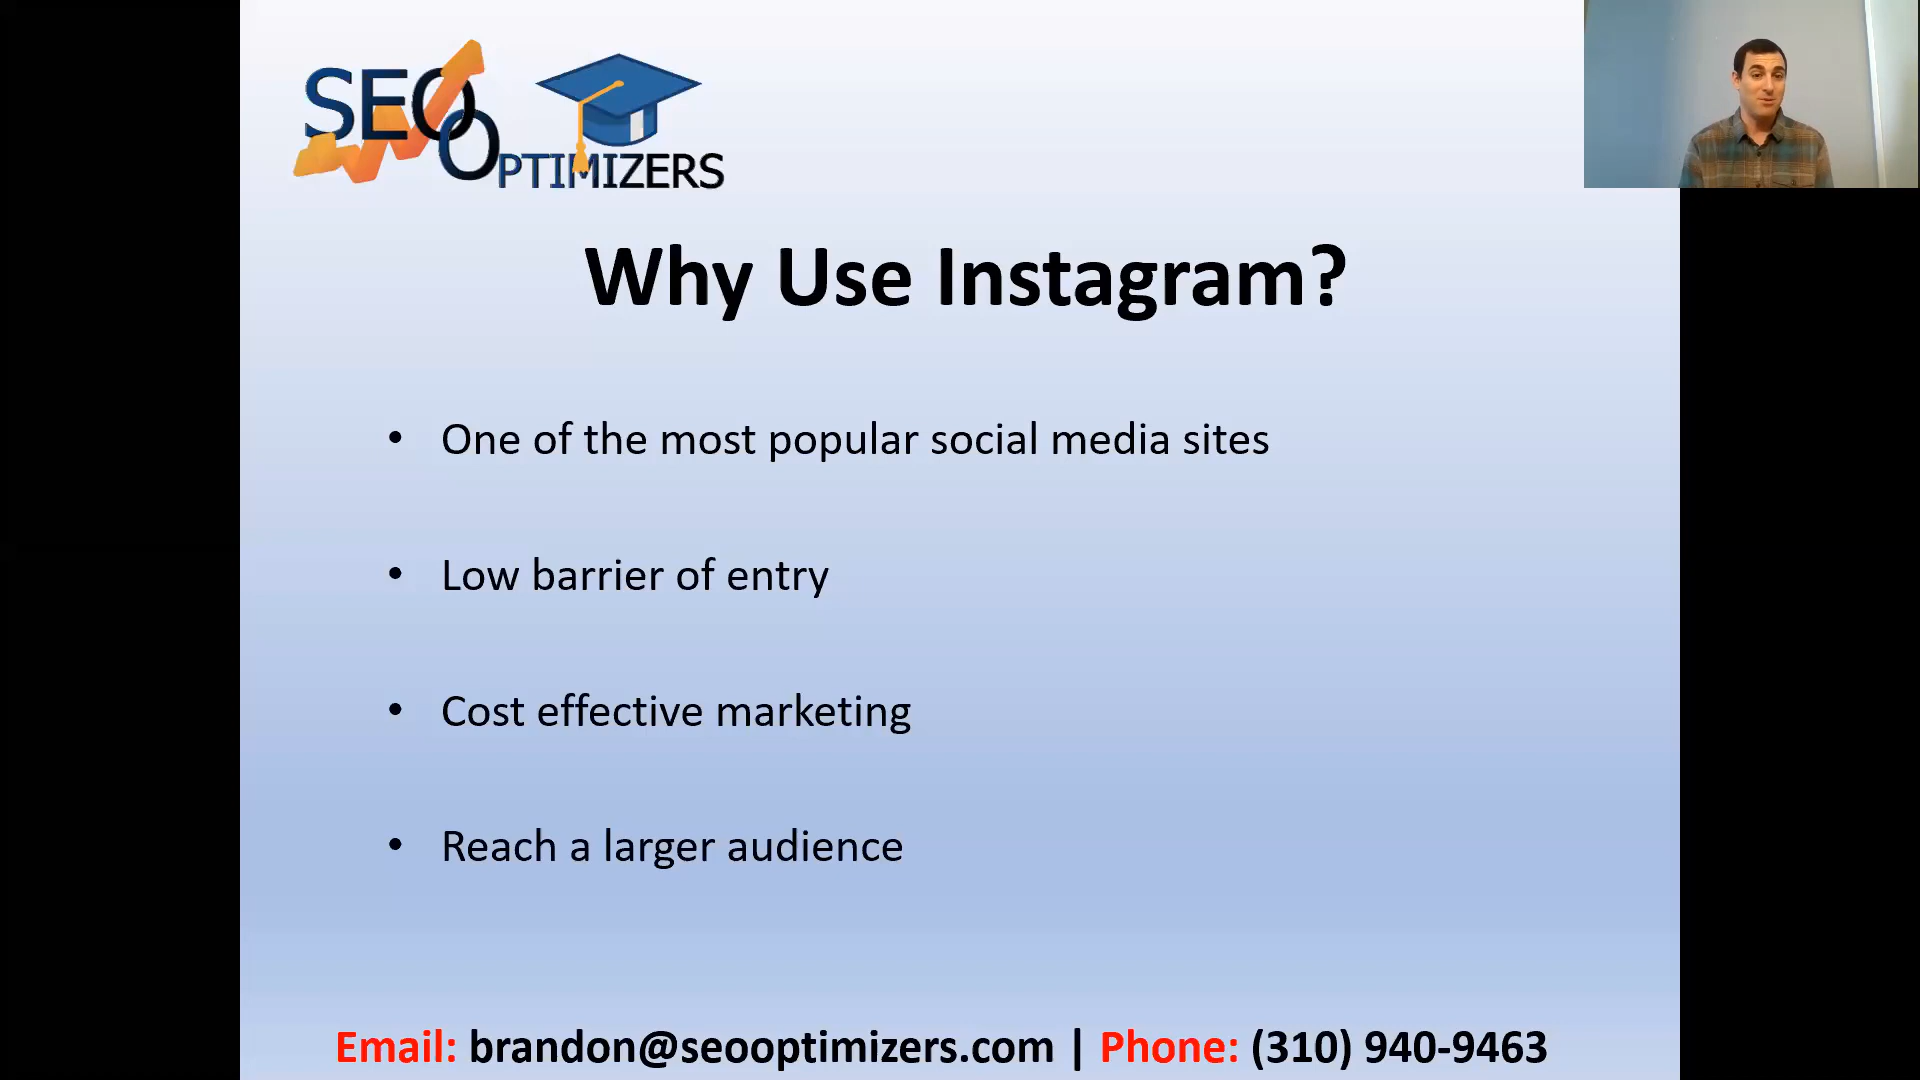 SEO OPTIMIZERS
Why Use Instagram?
• One of the most popular social media sites
• Low barrier of entry
• Cost effective marketing
• Reach a larger audience
Email: brandon@seooptimizers.com | Phone: (310) 940-9463